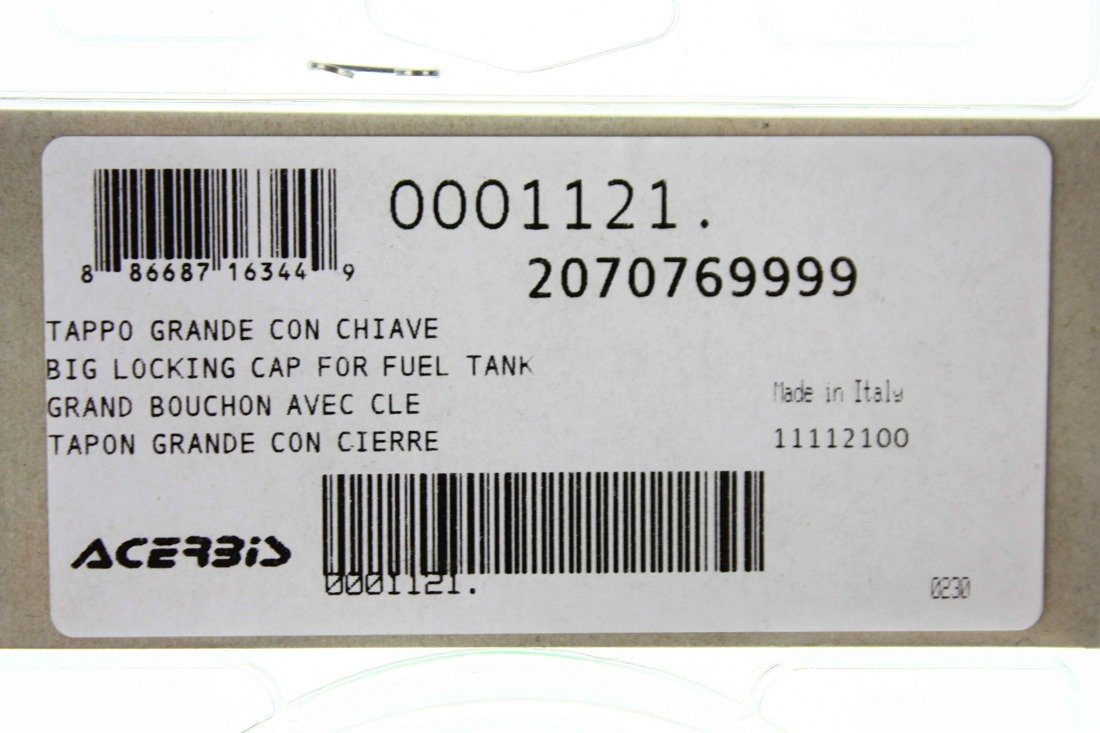 0001121.
8 86687 16344 9
2070769999
TAPPO GRANDE CON CHIAVE
BIG LOCKING CAP FOR FUEL TANK
GRAND BOUCHON AVEC CLE
Made in Italy
TAPON GRANDE CON CIERRE
11112100
ACERBIS
0001121.
0230